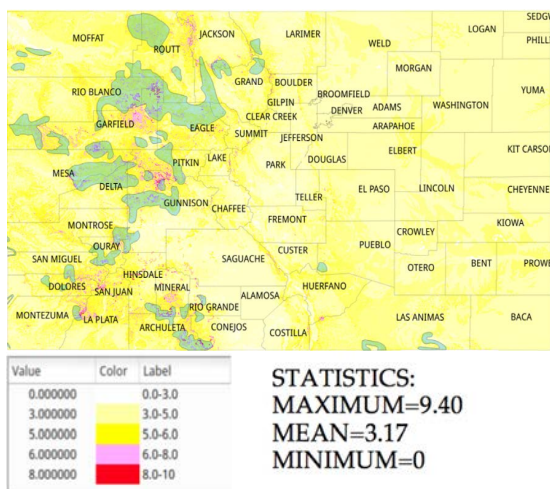 SEDGW
LOGAN
JACKSON
LARIMER
MOFFAT
PHILL
WELD
ROUTT
MORGAN
GRAND
BOULDER
YUMA
RIO BLANCO
BROOMFIELD
GILPIN
WASHINGTON
DENVER
ADAMS
CLEAR CREEK
GARFIELD
EAGLE
ARAPAHOE
SUMMIT
JEFFERSON
ELBERT
KIT CARSON
LAKE
PITKIN
DOUGLAS
PARK
MESA
DELTA
EL PASO
LINCOLN
CHEYENNE
TELLER
GUNNISON
CHAFFEE
FREMONT
KIOWA
MONTROSE
CROWLEY
OURAY
PUEBLO
CUSTER
SAN MIGUEL
SAGUACHE
BENT
PROWE
OTERO
HINSDALE
DOLORES
MINERAL
HUERFANO
SAN JUAN
ALAMOSA
RIO GRANDE
MONTEZUMA
LA PLATA
LAS ANIMAS
BACA
ARCHULETA
CONEJOS
COSTILLA
Value Color Label
0.000000 0.0-3.0
3.000000 3.0-5.0
5.000000 5.0-6.0
6.000000 6.0-8.0
8.000000 8.0-10
STATISTICS:
MAXIMUM=9.40
MEAN=3.17
MINIMUM=0